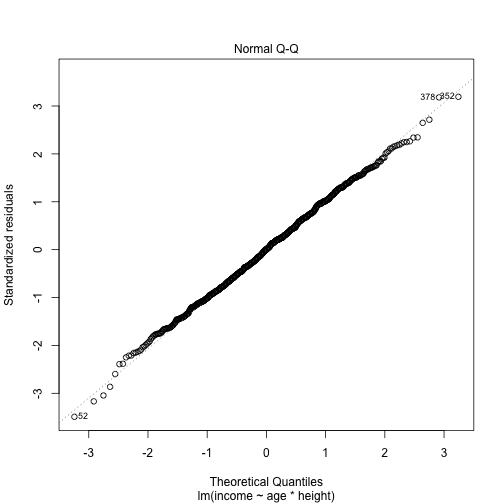 Normal Q-Q
378 352
3
2
1
0
-1
-2
-3
52
Standardized residuals
-3 -2 -1 0 1 2 3
Theoretical Quantiles
lm(income ~ age * height)